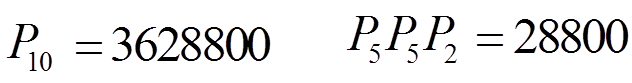 P₁₀ = 3628800 P₅P₅P₂ = 28800